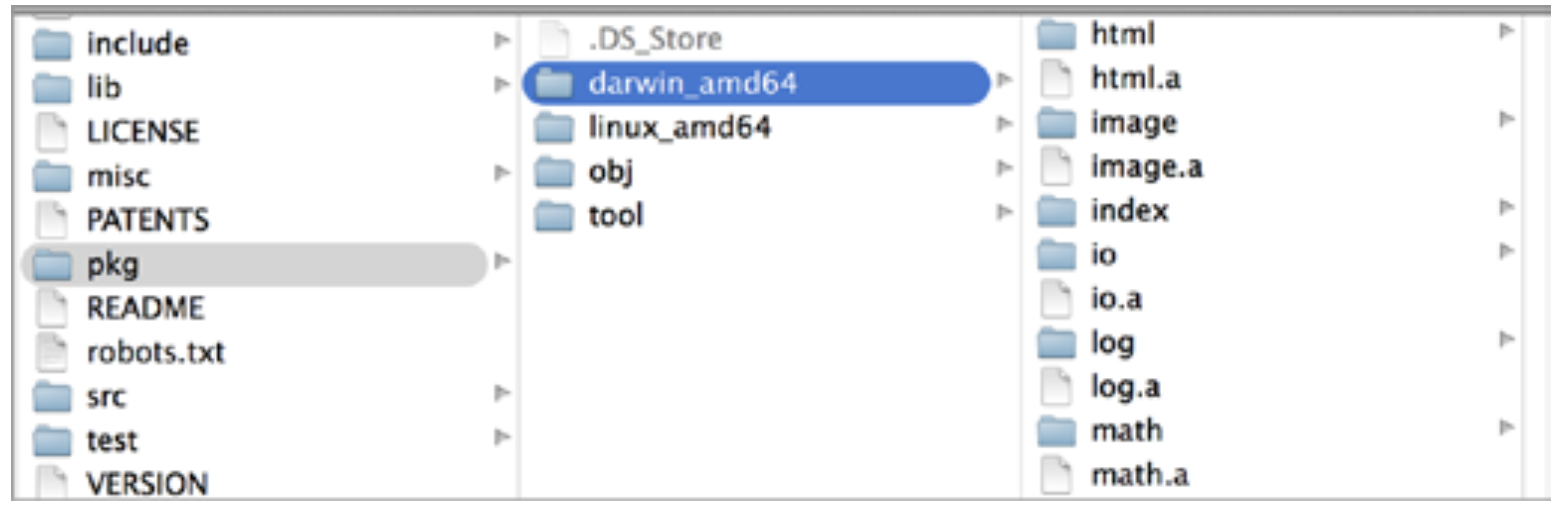 include
lib
LICENSE
misc
PATENTS
pkg
README
robots.txt
src
test
VERSION
.DS_Store
darwin_amd64
linux_amd64
obj
tool
html
html.a
image
image.a
index
io
io.a
log
log.a
math
math.a